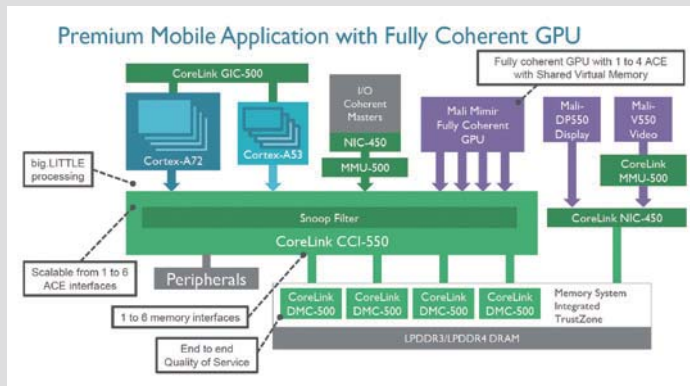 Premium Mobile Application with Fully Coherent GPU
CoreLink GIC-500
Cortex-A72
Cortex-A53
I/O
Coherent
Masters
NIC-450
MMU-500
Mali Mimir
Fully Coherent
GPU
Fully coherent GPU with 1 to 4 ACE
with Shared Virtual Memory
Mali-
DP550
Display
Mali-
V550
Video
CoreLink
MMU-500
CoreLink NIC-450
big.LITTLE
processing
Snoop Filter
CoreLink CCI-550
Scalable from 1 to 6
ACE interfaces
Peripherals
1 to 6 memory interfaces
End to end
Quality of Service
CoreLink
DMC-500
CoreLink
DMC-500
CoreLink
DMC-500
CoreLink
DMC-500
Memory System
Integrated
TrustZone
LPDDR3/LPDDR4 DRAM